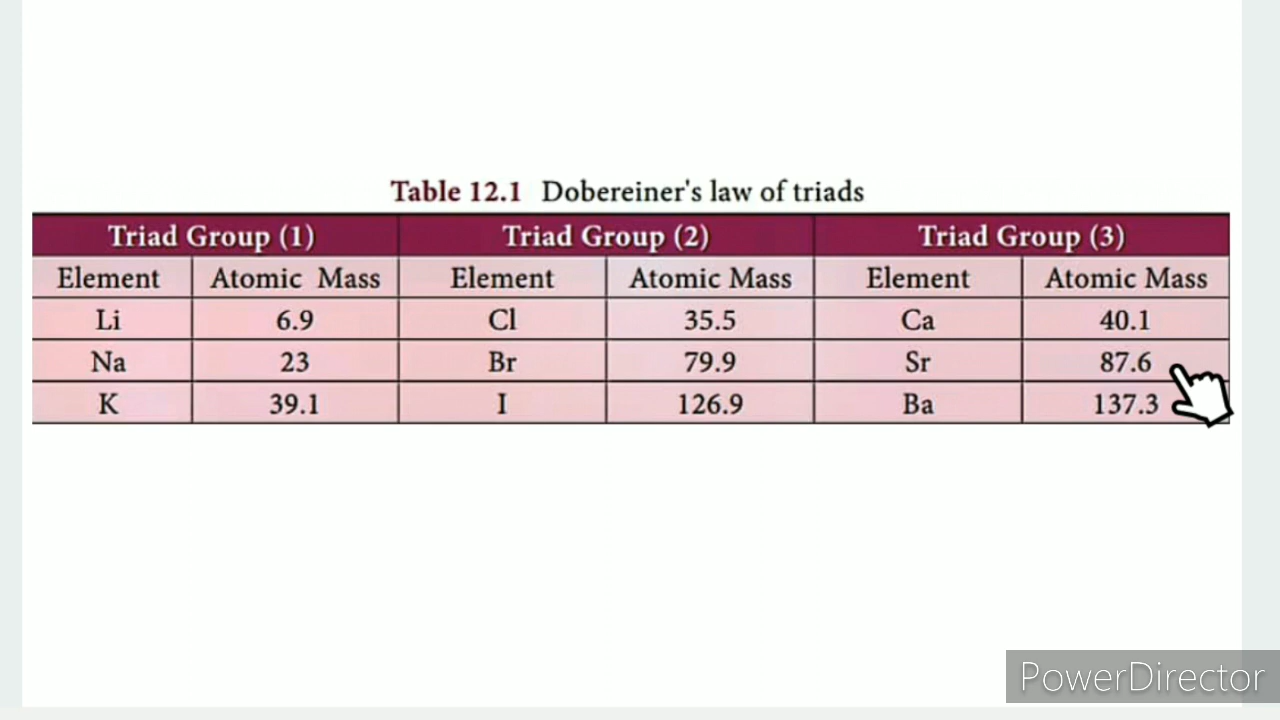 Table 12.1 Dobereiner's law of triads
Triad Group (1) Triad Group (2) Triad Group (3)
Element Atomic Mass Element Atomic Mass Element Atomic Mass
Li 6.9 Cl 35.5 Ca 40.1
Na 23 Br 79.9 Sr 87.6
K 39.1 I 126.9 Ba 137.3
PowerDirector